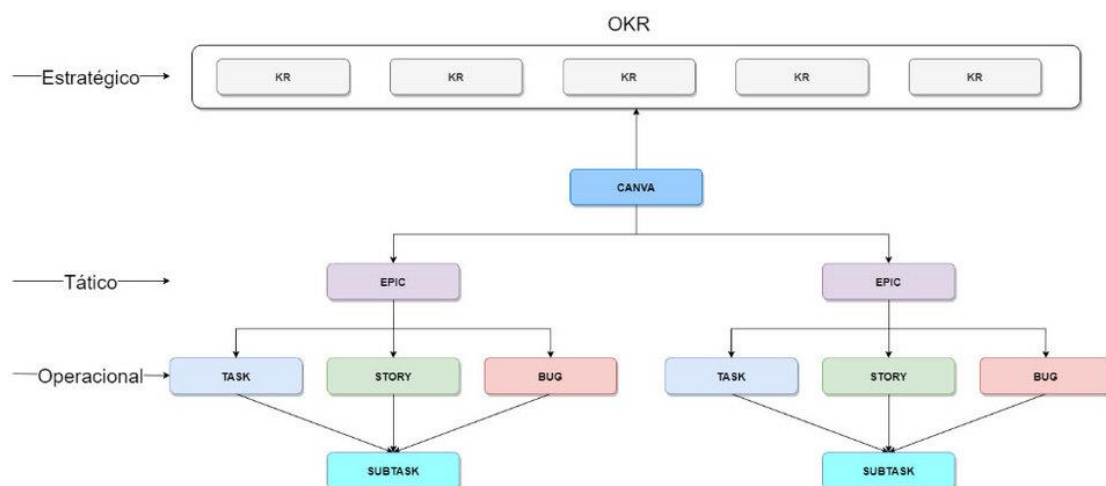 OKR
Estratégico
KR KR KR KR KR
CANVA
Tático
EPIC EPIC
Operacional
TASK STORY BUG TASK STORY BUG
SUBTASK SUBTASK